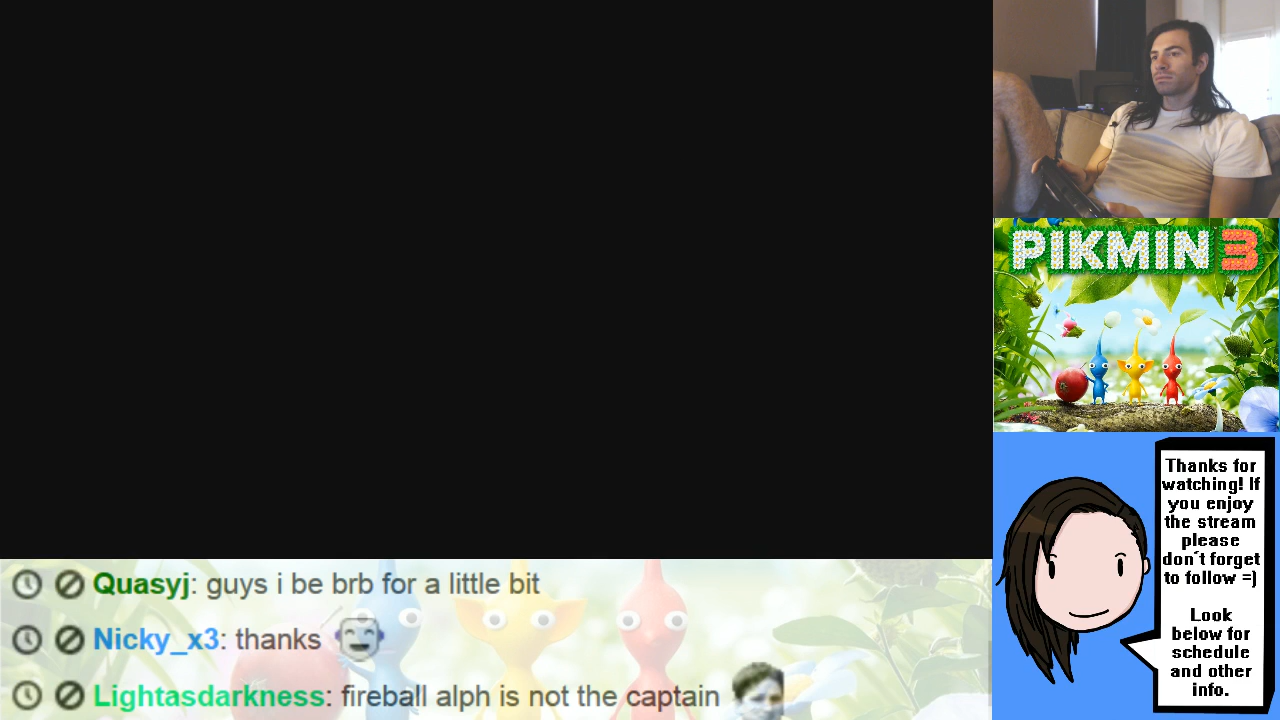 PIKMIN 3
Thanks for
watching! If
you enjoy
the stream
please
don´t forget
to follow =)
Look
below for
schedule
and other
info.
Quasyj: guys i be brb for a little bit
Nicky_x3: thanks
Lightasdarkness: fireball alph is not the captain